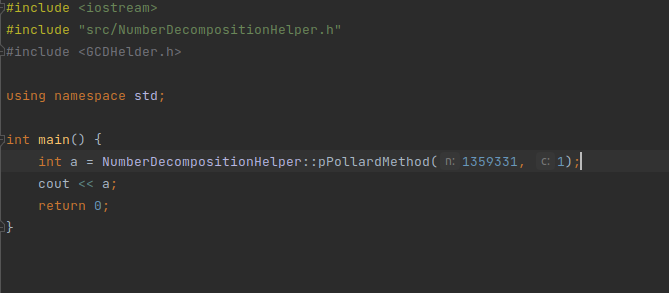 #include <iostream>
#include "src/NumberDecompositionHelper.h"
#include <GCDHelder.h>
using namespace std;
int main() {
int a = NumberDecompositionHelper::pPollardMethod( n: 1359331, c: 1);
cout << a;
return 0;
}